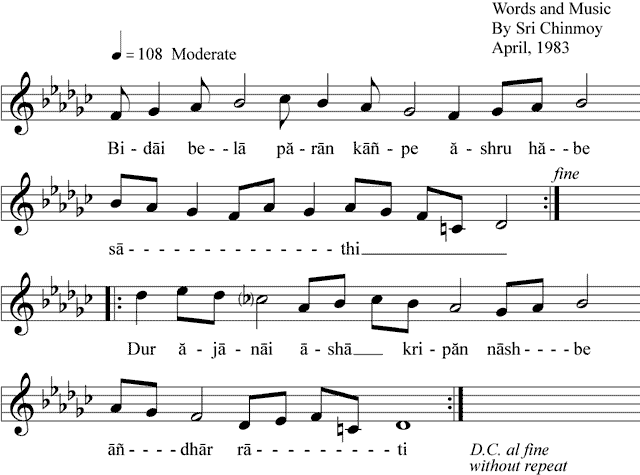 Words and Music
By Sri Chinmoy
April, 1983
= 108 Moderate
Bi-dāi be--lā pā-rān kāñ-pe ă-shru hă--be
fine
sā - - - - - - - - - - - - - - thi
Dur ă-jā-nāi ā-shā kri-păn nāsh----be
āñ-----dhār rā-------ti
D.C. al fine
without repeat